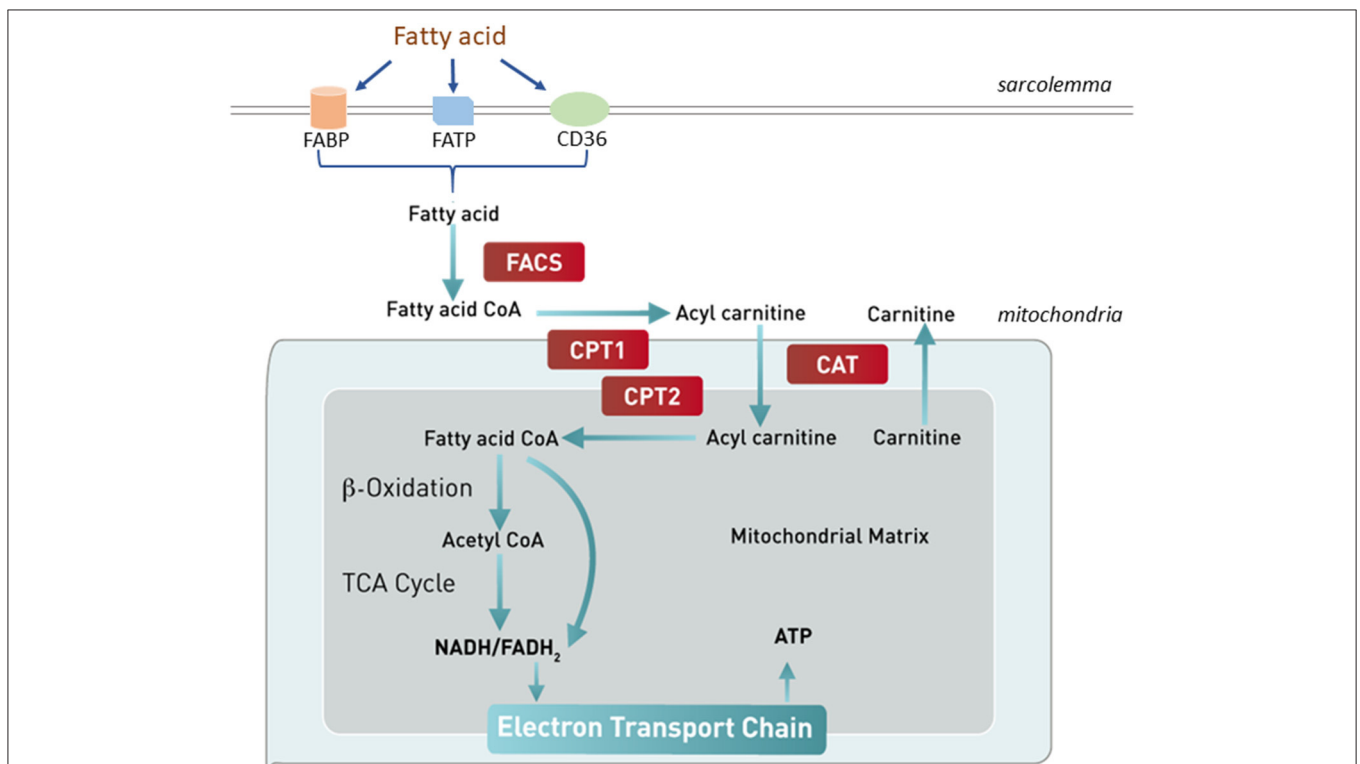 Fatty acid
sarcolemma
FABP
FATP
CD36
Fatty acid
FACS
Fatty acid CoA
Acyl carnitine
Carnitine
mitochondria
CPT1
CAT
CPT2
Fatty acid CoA
Acyl carnitine
Carnitine
β-Oxidation
Acetyl CoA
Mitochondrial Matrix
TCA Cycle
NADH/FADH₂
ATP
Electron Transport Chain